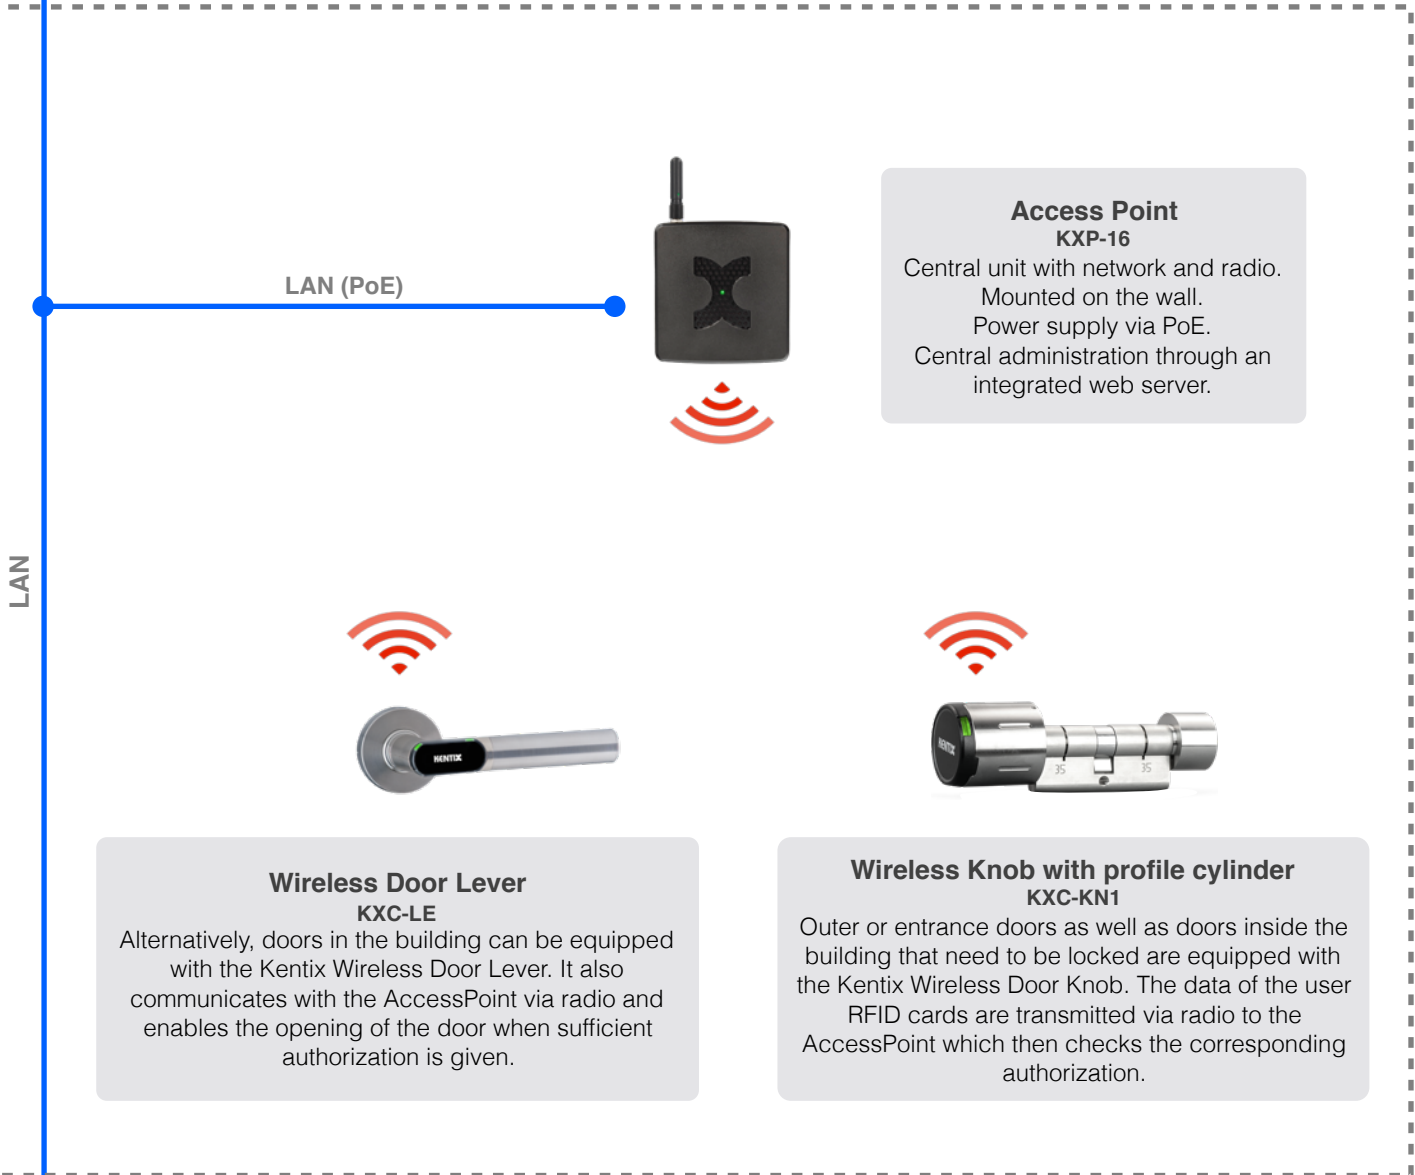 Access Point
KXP-16
Central unit with network and radio.
Mounted on the wall.
Power supply via PoE.
Central administration through an
integrated web server.
LAN (PoE)
LAN
KENTIX
KENTIX
35
35
Wireless Door Lever
KXC-LE
Alternatively, doors in the building can be equipped
with the Kentix Wireless Door Lever. It also
communicates with the AccessPoint via radio and
enables the opening of the door when sufficient
authorization is given.
Wireless Knob with profile cylinder
KXC-KN1
Outer or entrance doors as well as doors inside the
building that need to be locked are equipped with
the Kentix Wireless Door Knob. The data of the user
RFID cards are transmitted via radio to the
AccessPoint which then checks the corresponding
authorization.